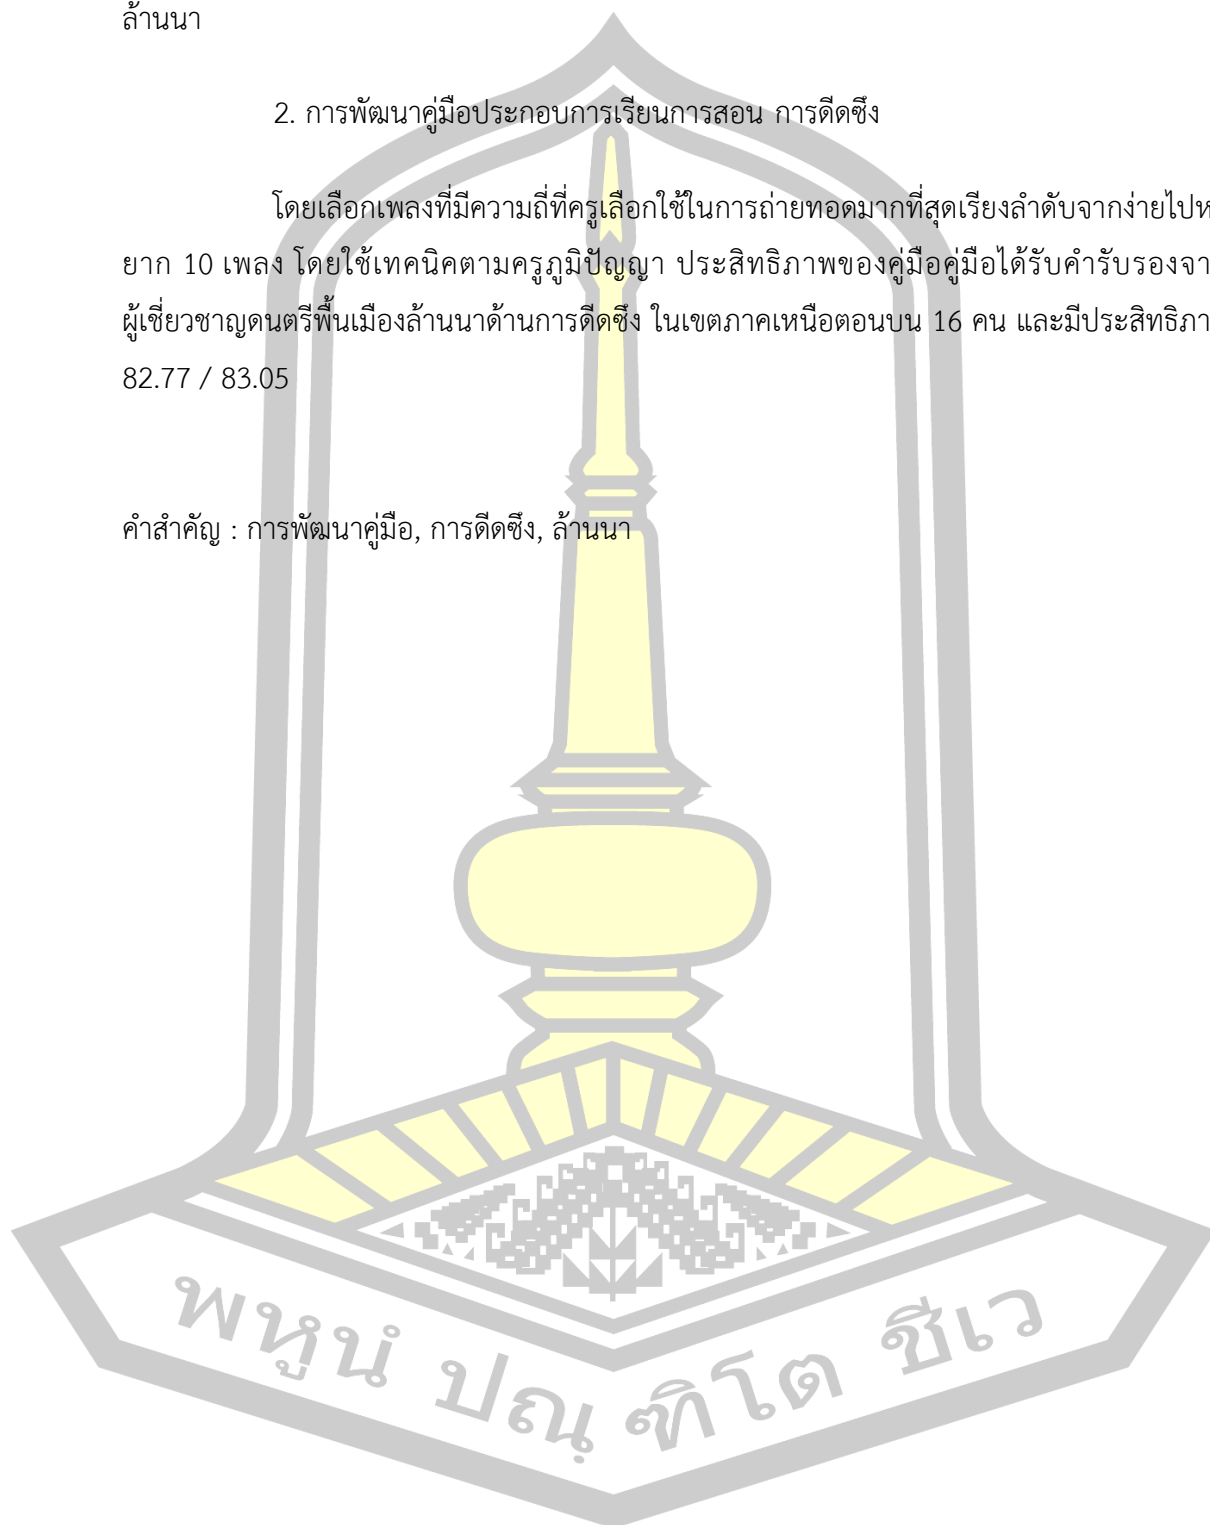 ล้านนา
2. การพัฒนาคู่มือประกอบการเรียนการสอน การดีดซึง
โดยเลือกเพลงที่มีความถี่ที่ครูเลือกใช้ในการถ่ายทอดมากที่สุดเรียงลำดับจากง่ายไปห
ยาก 10 เพลง โดยใช้เทคนิคตามครูภูมิปัญญา ประสิทธิภาพของคู่มือคู่มือได้รับคำรับรองจา
ผู้เชี่ยวชาญดนตรีพื้นเมืองล้านนาด้านการดีดซึง ในเขตภาคเหนือตอนบน 16 คน และมีประสิทธิภา
82.77 / 83.05
คำสำคัญ : การพัฒนาคู่มือ, การดีดซึง, ล้านนา
พหูนํ ปณฺฑิโต ชีเว